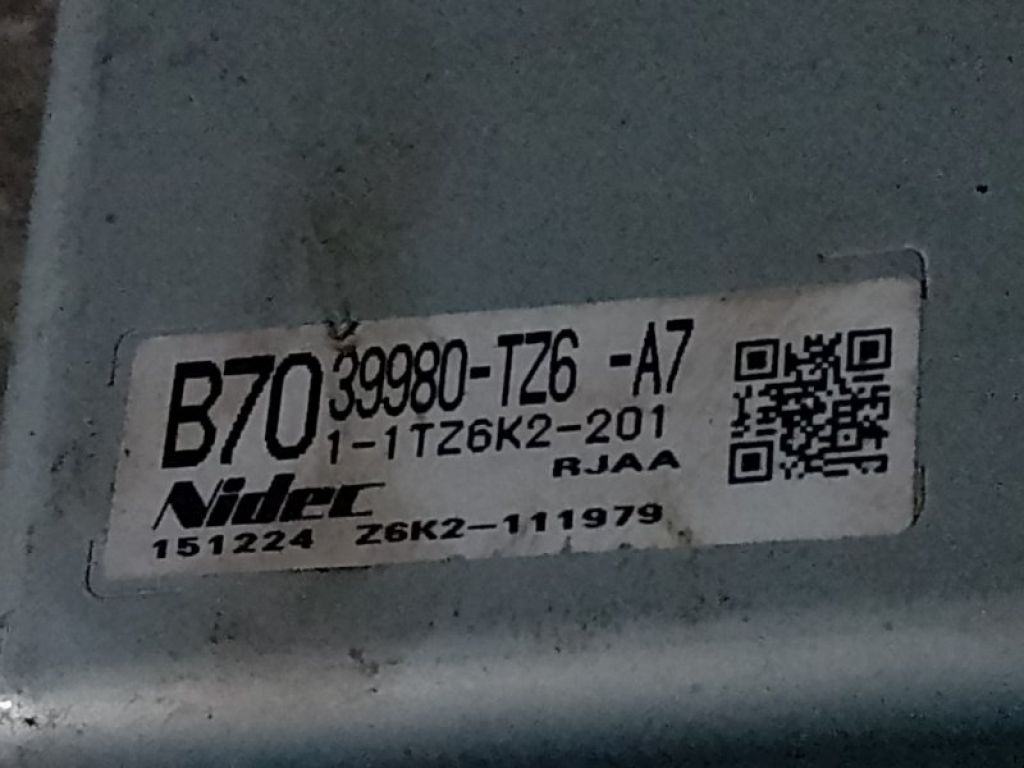 B70 39980-TZ6 -A7
1-1TZ6K2-201
RJAA
Nidec
151224 Z6K2-111979